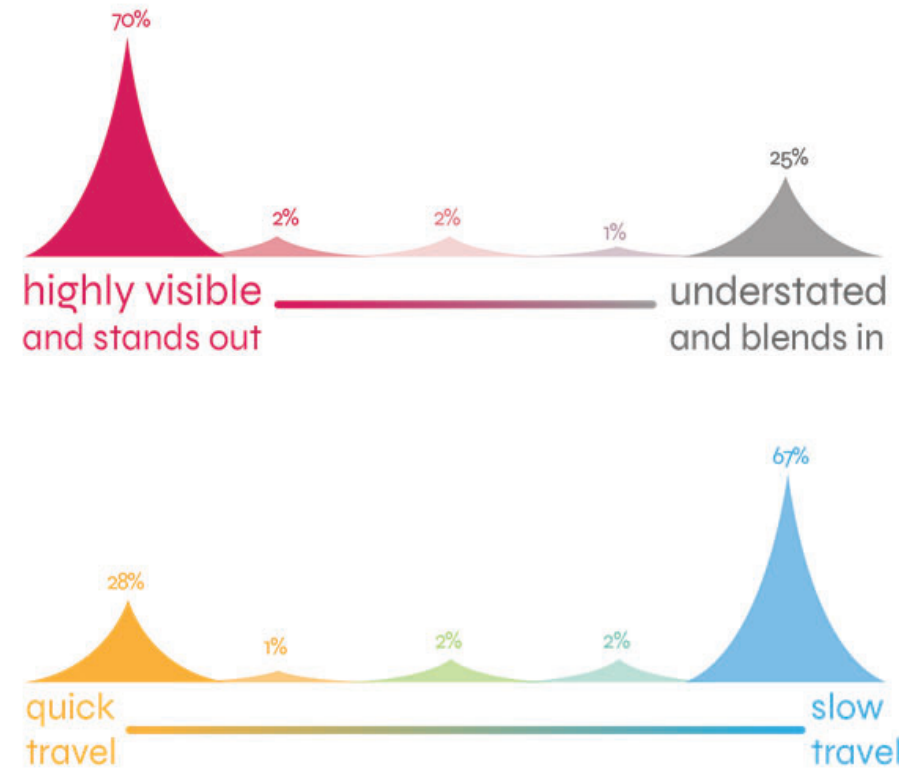 70%
25%
2%
2%
1%
highly visible
and stands out
understated
and blends in
67%
28%
1%
2%
2%
quick
travel
slow
travel